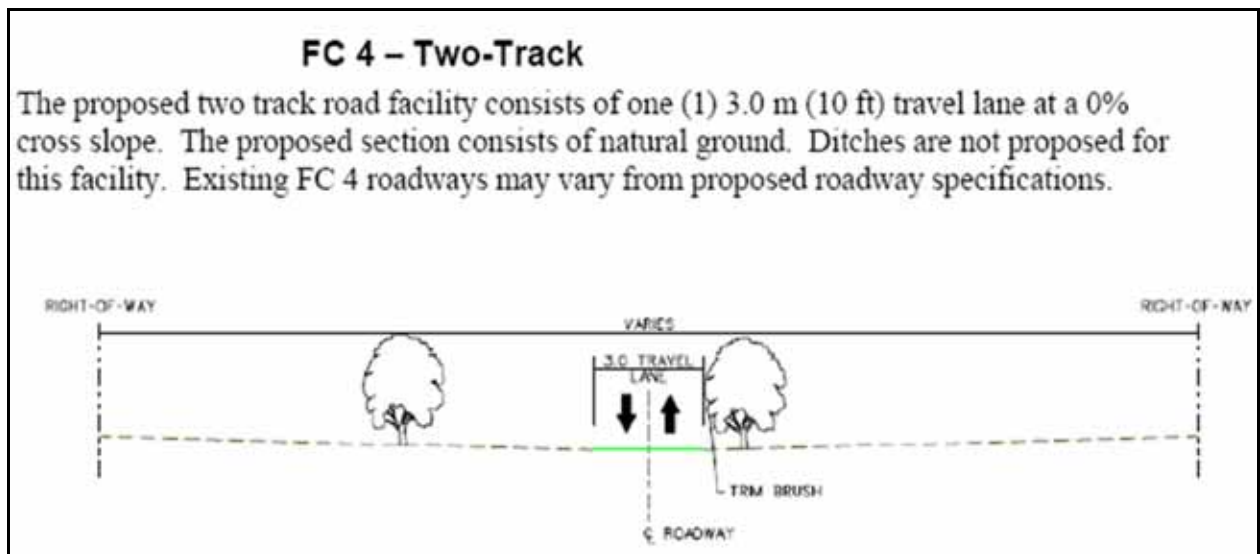 FC 4 – Two-Track
The proposed two track road facility consists of one (1) 3.0 m (10 ft) travel lane at a 0%
cross slope.  The proposed section consists of natural ground.  Ditches are not proposed for
this facility.  Existing FC 4 roadways may vary from proposed roadway specifications.
RIGHT-OF-WAY
RIGHT-OF-WAY
VARIES
3.0 TRAVEL
LANE
TRIM BRUSH
℄ ROADWAY